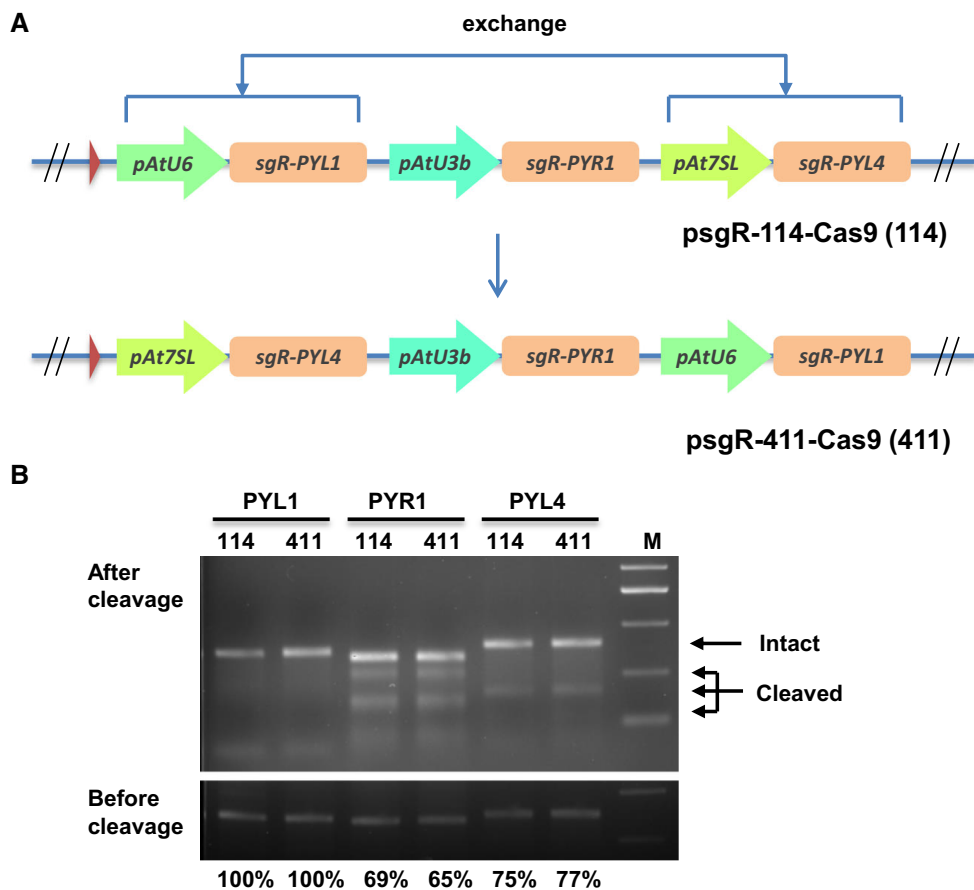 A
exchange
pAtU6 sgR-PYL1 pAtU3b sgR-PYR1 pAt7SL sgR-PYL4
psgR-114-Cas9 (114)
pAt7SL sgR-PYL4 pAtU3b sgR-PYR1 pAtU6 sgR-PYL1
psgR-411-Cas9 (411)
B
PYL1 PYR1 PYL4
114 411 114 411 114 411 M
After
cleavage
Intact
Cleaved
Before
cleavage
100% 100% 69% 65% 75% 77%